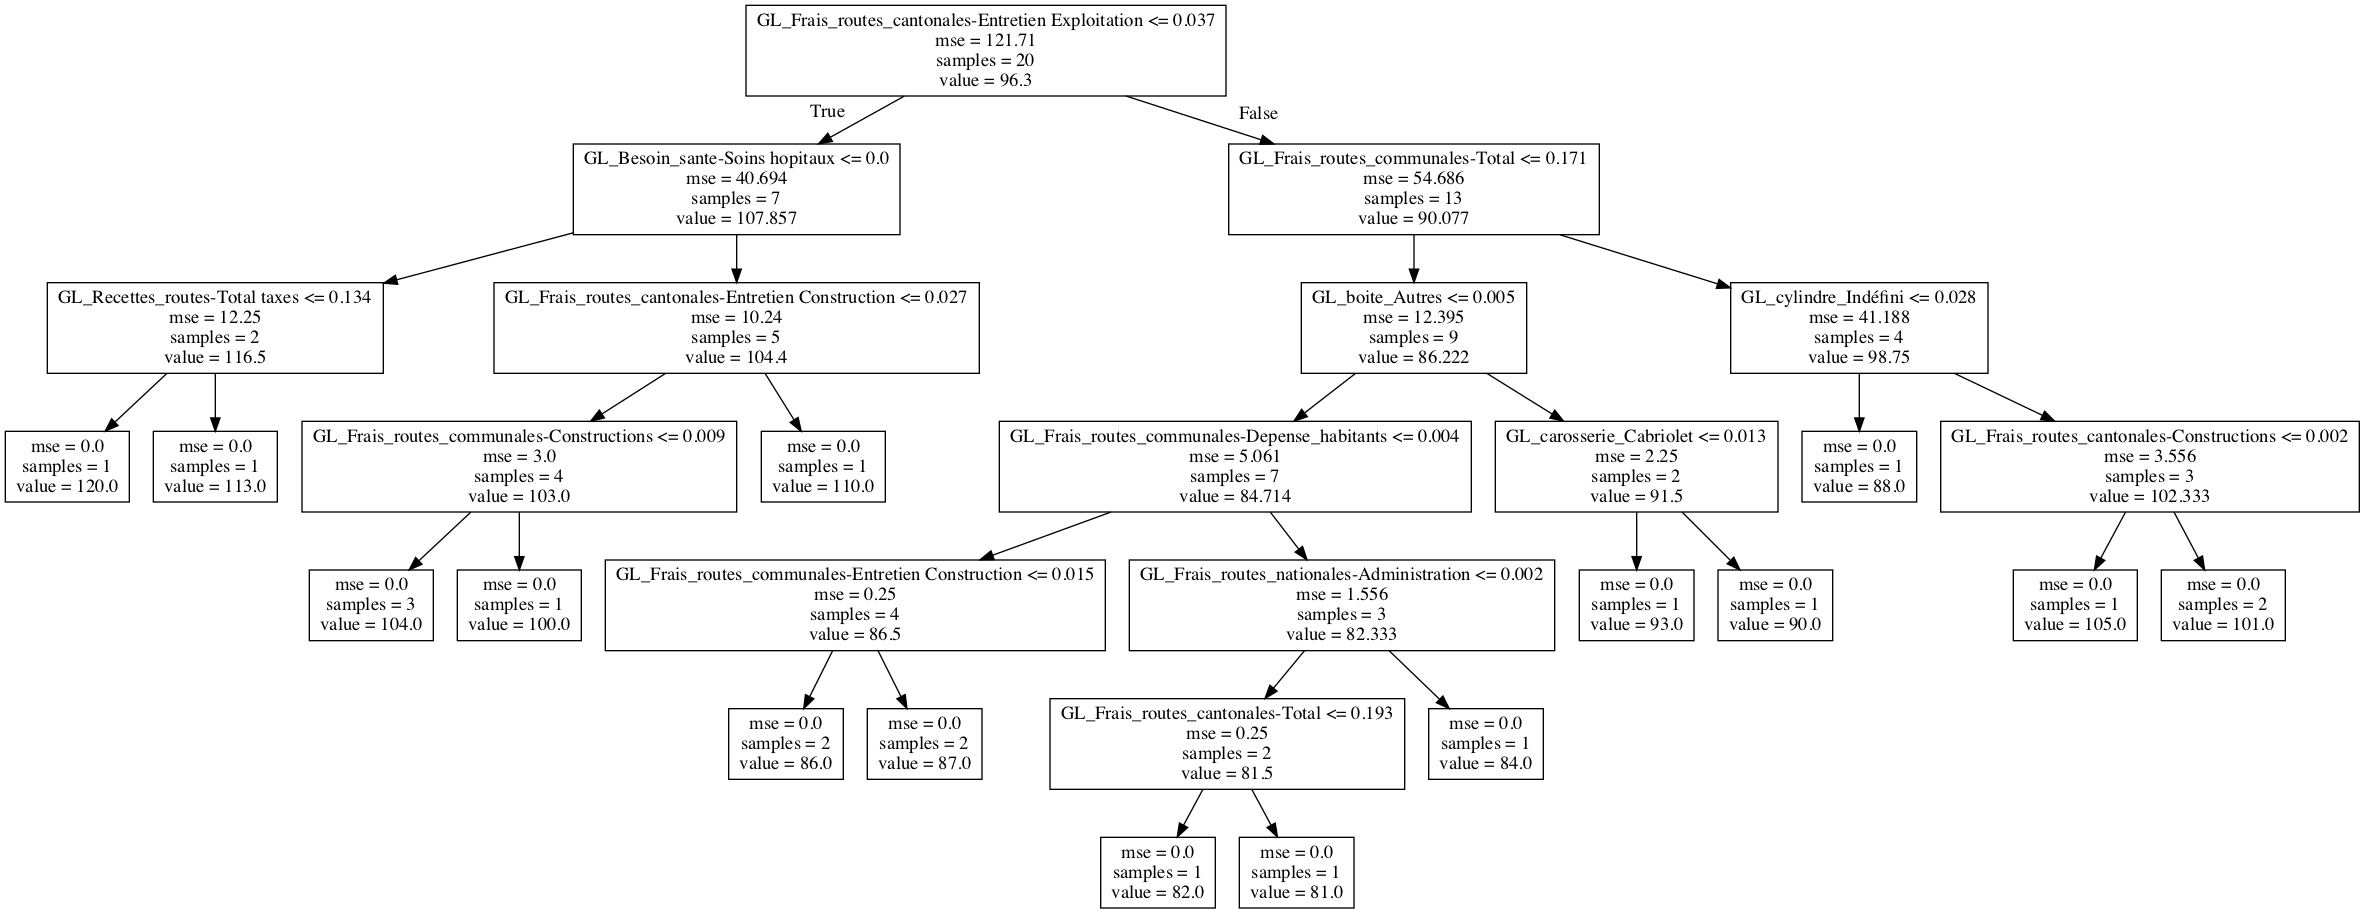 GL_Frais_routes_cantonales-Entretien Exploitation <= 0.037
mse = 121.71
samples = 20
value = 96.3
True
False
GL_Besoin_sante-Soins hopitaux <= 0.0
mse = 40.694
samples = 7
value = 107.857
GL_Frais_routes_communales-Total <= 0.171
mse = 54.686
samples = 13
value = 90.077
GL_Recettes_routes-Total taxes <= 0.134
mse = 12.25
samples = 2
value = 116.5
GL_Frais_routes_cantonales-Entretien Construction <= 0.027
mse = 10.24
samples = 5
value = 104.4
GL_boite_Autres <= 0.005
mse = 12.395
samples = 9
value = 86.222
GL_cylindre_Indéfini <= 0.028
mse = 41.188
samples = 4
value = 98.75
mse = 0.0
samples = 1
value = 120.0
mse = 0.0
samples = 1
value = 113.0
GL_Frais_routes_communales-Constructions <= 0.009
mse = 3.0
samples = 4
value = 103.0
mse = 0.0
samples = 1
value = 110.0
GL_Frais_routes_communales-Depense_habitants <= 0.004
mse = 5.061
samples = 7
value = 84.714
GL_carosserie_Cabriolet <= 0.013
mse = 2.25
samples = 2
value = 91.5
mse = 0.0
samples = 1
value = 88.0
GL_Frais_routes_cantonales-Constructions <= 0.002
mse = 3.556
samples = 3
value = 102.333
mse = 0.0
samples = 3
value = 104.0
mse = 0.0
samples = 1
value = 100.0
GL_Frais_routes_communales-Entretien Construction <= 0.015
mse = 0.25
samples = 4
value = 86.5
GL_Frais_routes_nationales-Administration <= 0.002
mse = 1.556
samples = 3
value = 82.333
mse = 0.0
samples = 1
value = 93.0
mse = 0.0
samples = 1
value = 90.0
mse = 0.0
samples = 1
value = 105.0
mse = 0.0
samples = 2
value = 101.0
mse = 0.0
samples = 2
value = 86.0
mse = 0.0
samples = 2
value = 87.0
GL_Frais_routes_cantonales-Total <= 0.193
mse = 0.25
samples = 2
value = 81.5
mse = 0.0
samples = 1
value = 84.0
mse = 0.0
samples = 1
value = 82.0
mse = 0.0
samples = 1
value = 81.0